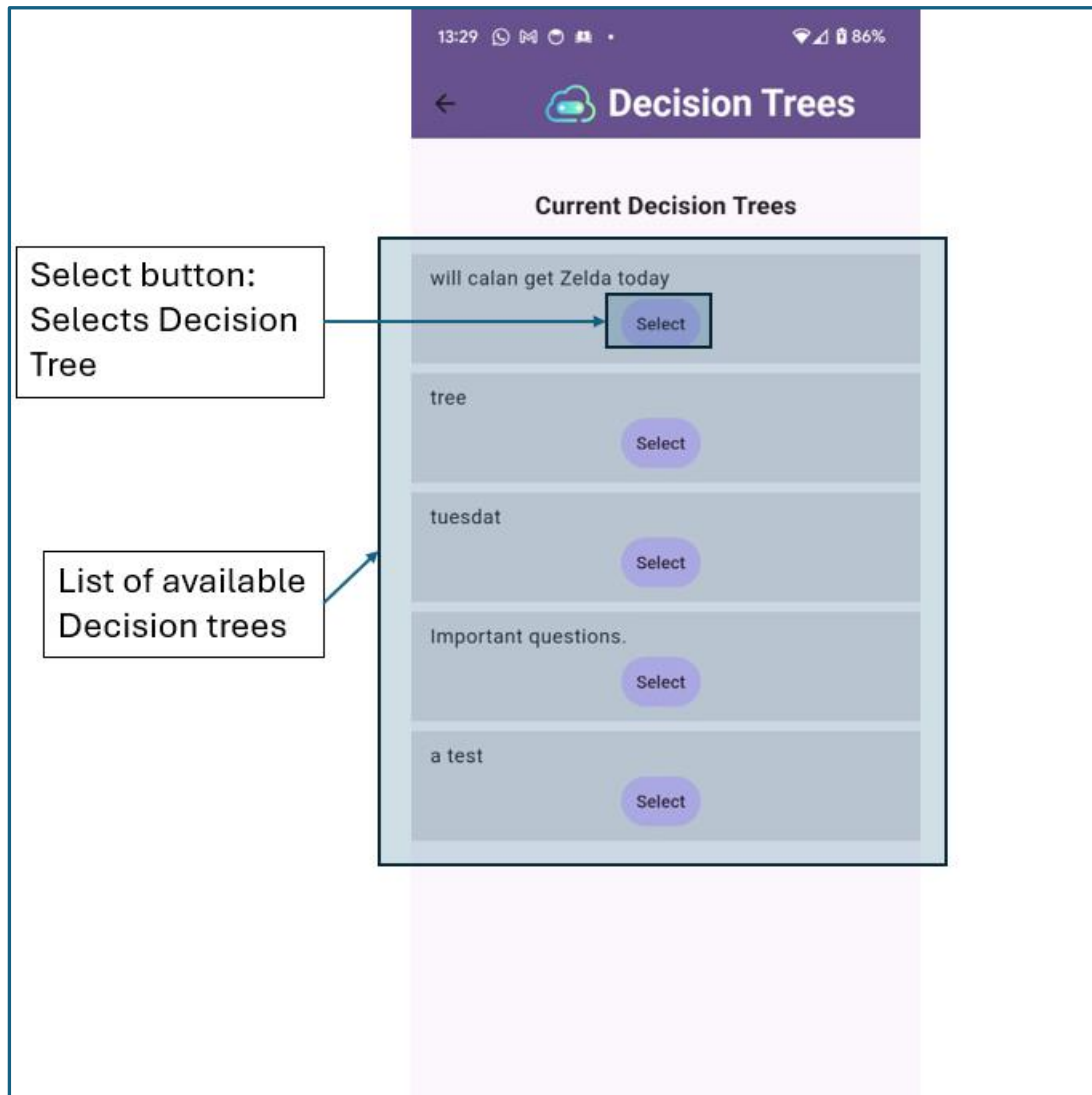 13:29
86%
Decision Trees
Current Decision Trees
will calan get Zelda today
Select
tree
Select
tuesdat
Select
Important questions.
Select
a test
Select
Select button:
Selects Decision
Tree
List of available
Decision trees